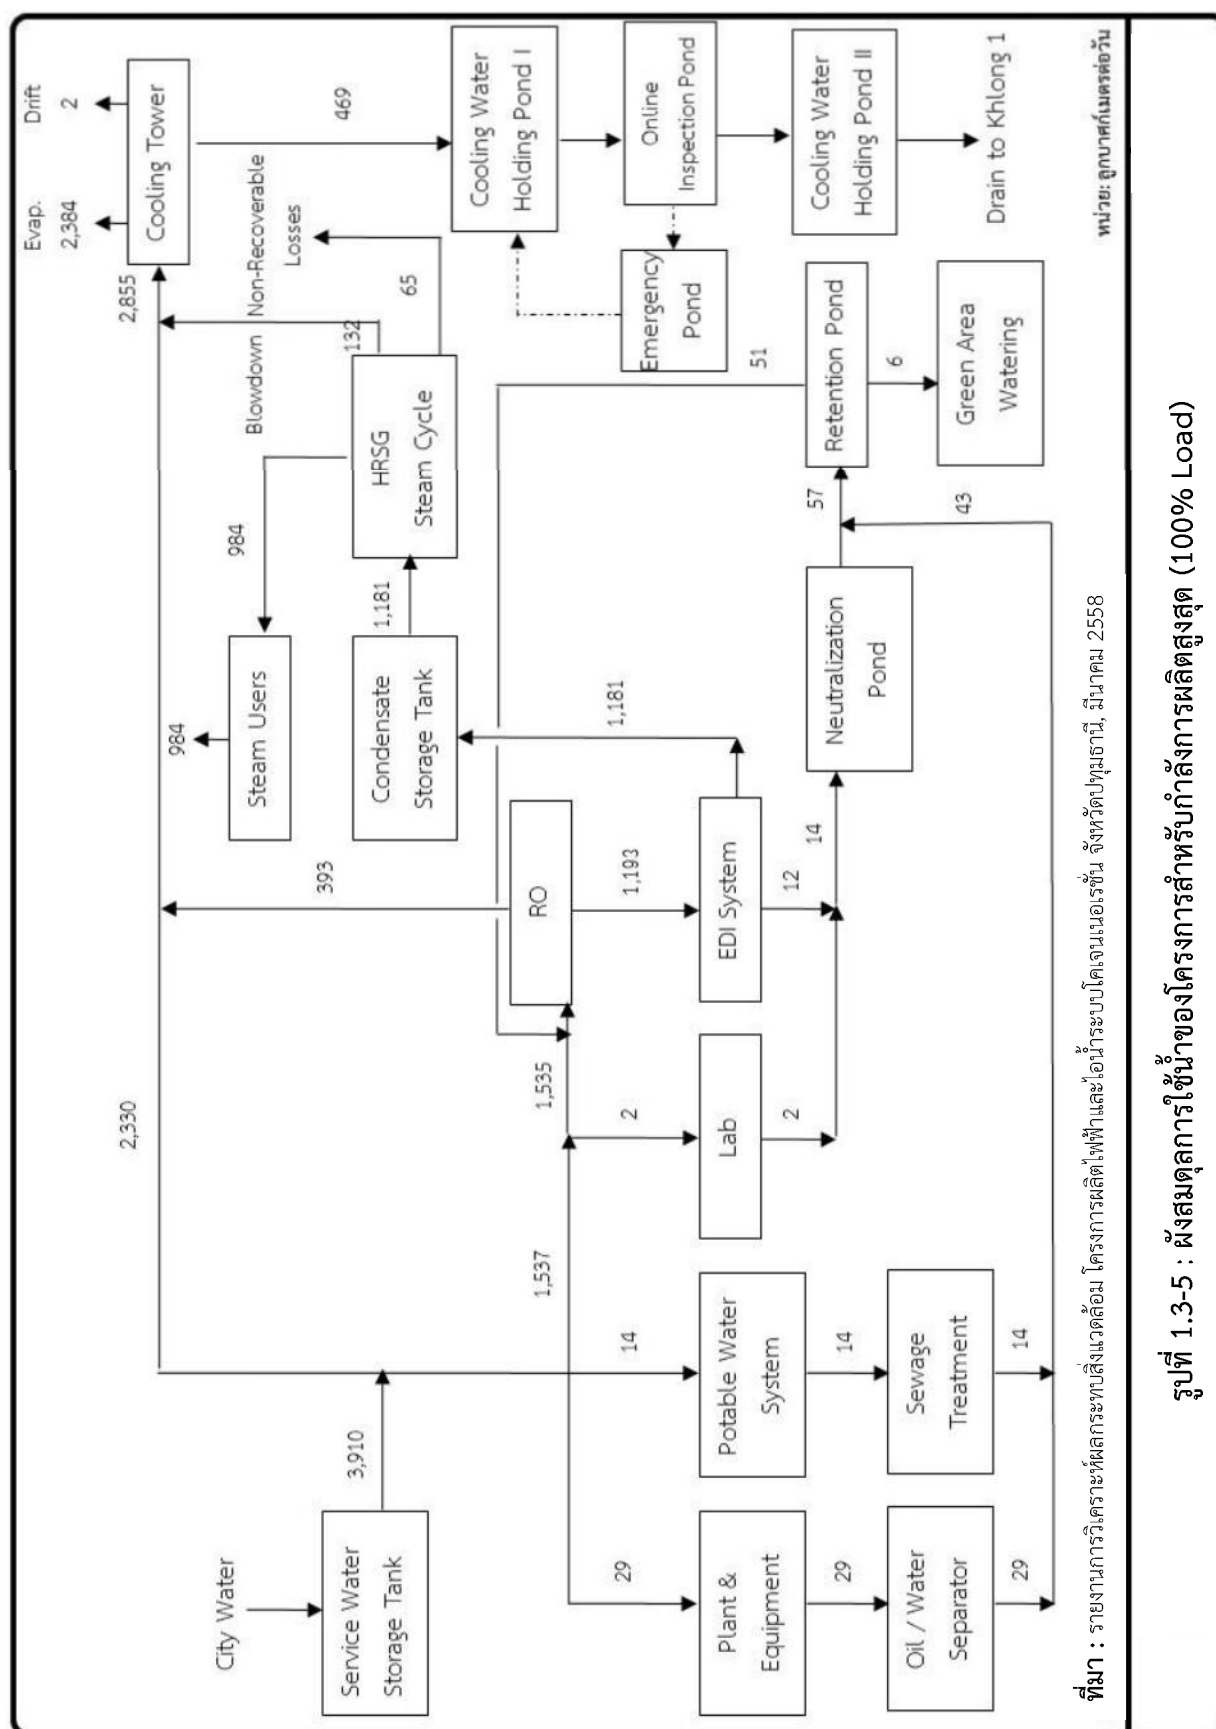 City Water
Service Water
Storage Tank
3,910
2,330
393
2,855
Evap.
2,384
Drift
2
Cooling Tower
469
Blowdown
132
Non-Recoverable
Losses
65
984
Steam Users
984
HRSG
Steam Cycle
1,181
Condensate
Storage Tank
1,181
RO
1,193
1,535
1,537
2
Lab
2
EDI System
12
14
Neutralization
Pond
57
43
Retention Pond
51
6
Green Area
Watering
Cooling Water
Holding Pond I
Online
Inspection Pond
Emergency
Pond
Cooling Water
Holding Pond II
Drain to Khlong 1
14
Potable Water
System
14
Sewage
Treatment
14
29
Plant &
Equipment
29
Oil / Water
Separator
29
หน่วย: ลูกบาศก์เมตรต่อวัน
ที่มา : รายงานการวิเคราะห์ผลกระทบสิ่งแวดล้อม โครงการผลิตไฟฟ้าและไอน้ำระบบโคเจนเนอเรชั่น จังหวัดปทุมธานี, มีนาคม 2558
รูปที่ 1.3-5 : ผังสมดุลการใช้น้ำของโครงการสำหรับกำลังการผลิตสูงสุด (100% Load)